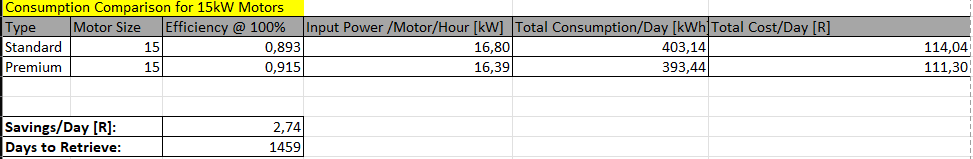 Consumption Comparison for 15kW Motors
Type Motor Size Efficiency @ 100% Input Power /Motor/Hour [kW] Total Consumption/Day [kWh] Total Cost/Day [R]
Standard 15 0,893 16,80 403,14 114,04
Premium 15 0,915 16,39 393,44 111,30
Savings/Day [R]: 2,74
Days to Retrieve: 1459